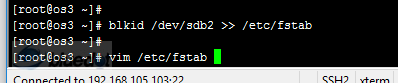 [root@os3 ~]#
[root@os3 ~]# blkid /dev/sdb2 >> /etc/fstab
[root@os3 ~]#
[root@os3 ~]# vim /etc/fstab
Connected to 192.168.105.103:22 SSH2 xterm